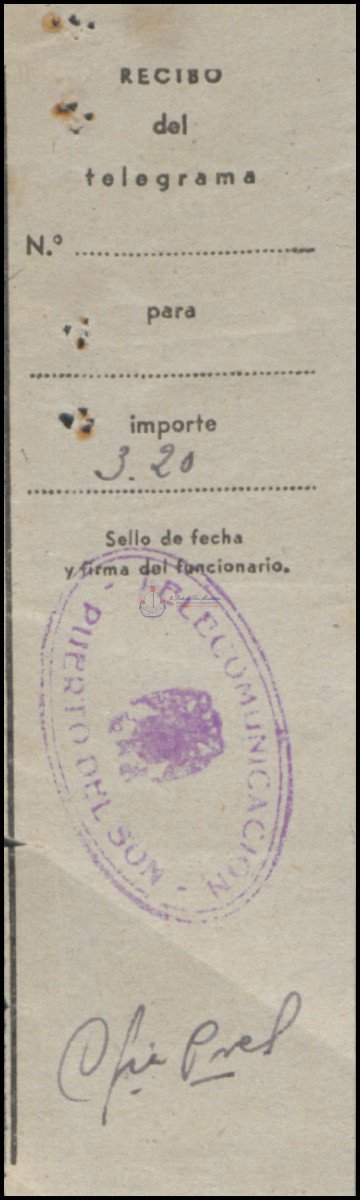 RECIBO
del
telegrama
N.º
para
importe
3.20
Sello de fecha
y firma del funcionario.
TELECOMUNICACION
PUERTO DEL SON